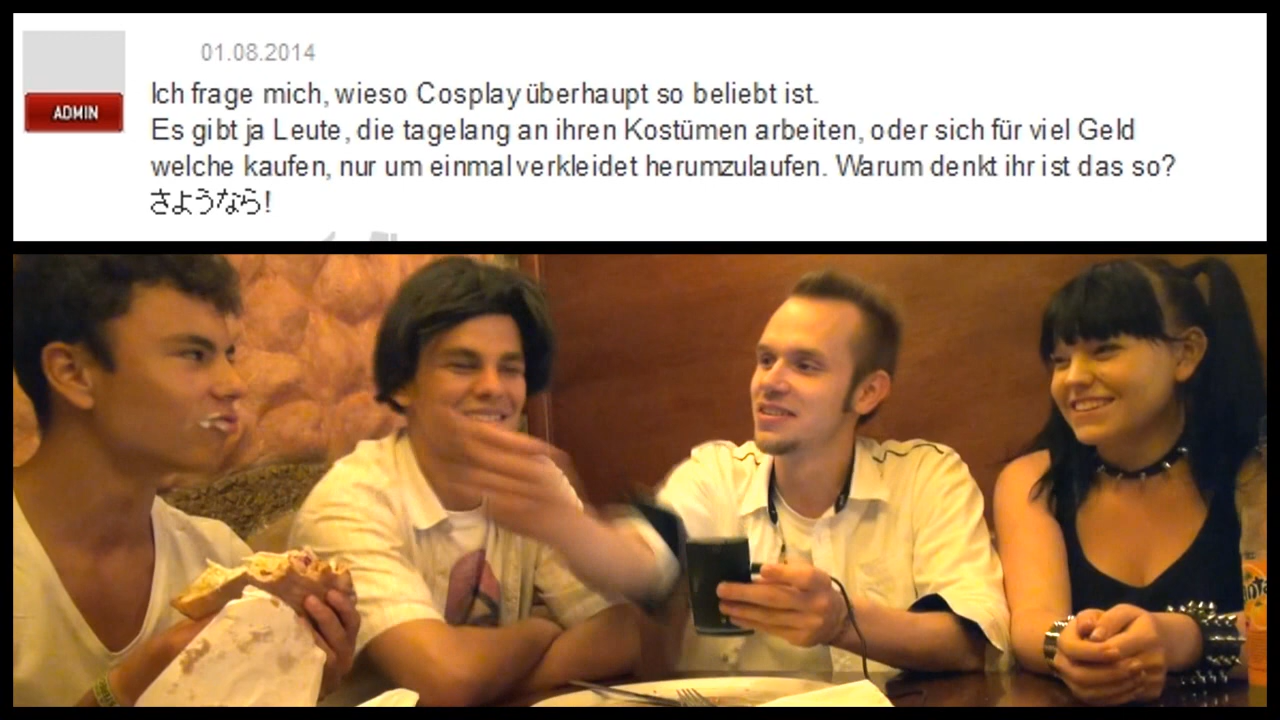 01.08.2014
ADMIN
Ich frage mich, wieso Cosplay überhaupt so beliebt ist.
Es gibt ja Leute, die tagelang an ihren Kostümen arbeiten, oder sich für viel Geld
welche kaufen, nur um einmal verkleidet herumzulaufen. Warum denkt ihr ist das so?
さようなら!